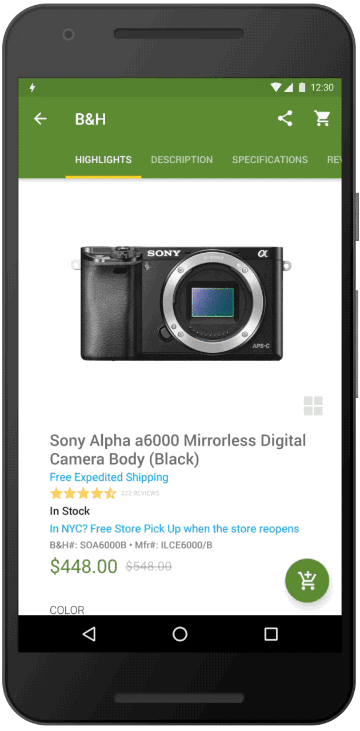 12:30
B&H
HIGHLIGHTS DESCRIPTION SPECIFICATIONS REV
SONY α
APS-C
Sony Alpha a6000 Mirrorless Digital
Camera Body (Black)
Free Expedited Shipping
222 REVIEWS
In Stock
In NYC? Free Store Pick Up when the store reopens
B&H#: SOA6000B • Mfr#: ILCE6000/B
$448.00 $548.00
COLOR